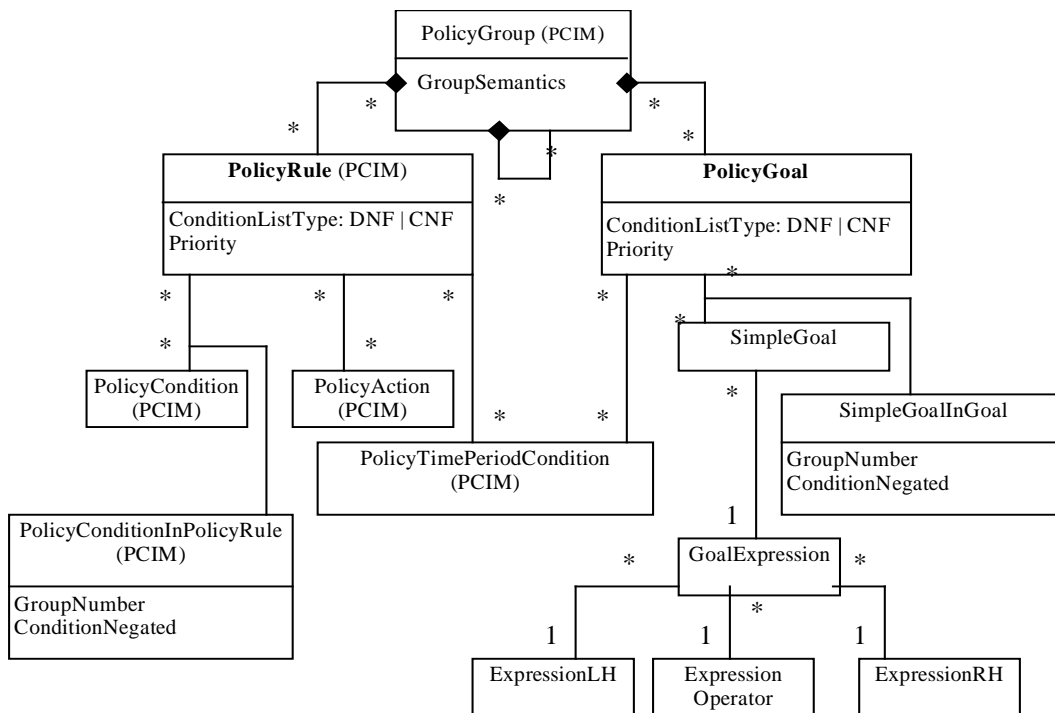 PolicyGroup (PCIM)
GroupSemantics
*
*
*
*
*
*
PolicyRule (PCIM)
ConditionListType: DNF | CNF
Priority
PolicyGoal
ConditionListType: DNF | CNF
Priority
*
*
*
*
*
*
*
*
SimpleGoal
PolicyCondition
(PCIM)
PolicyAction
(PCIM)
*
*
*
SimpleGoalInGoal
GroupNumber
ConditionNegated
PolicyTimePeriodCondition
(PCIM)
PolicyConditionInPolicyRule
(PCIM)
GroupNumber
ConditionNegated
1
GoalExpression
*
*
*
1
1
1
ExpressionLH
Expression
Operator
ExpressionRH